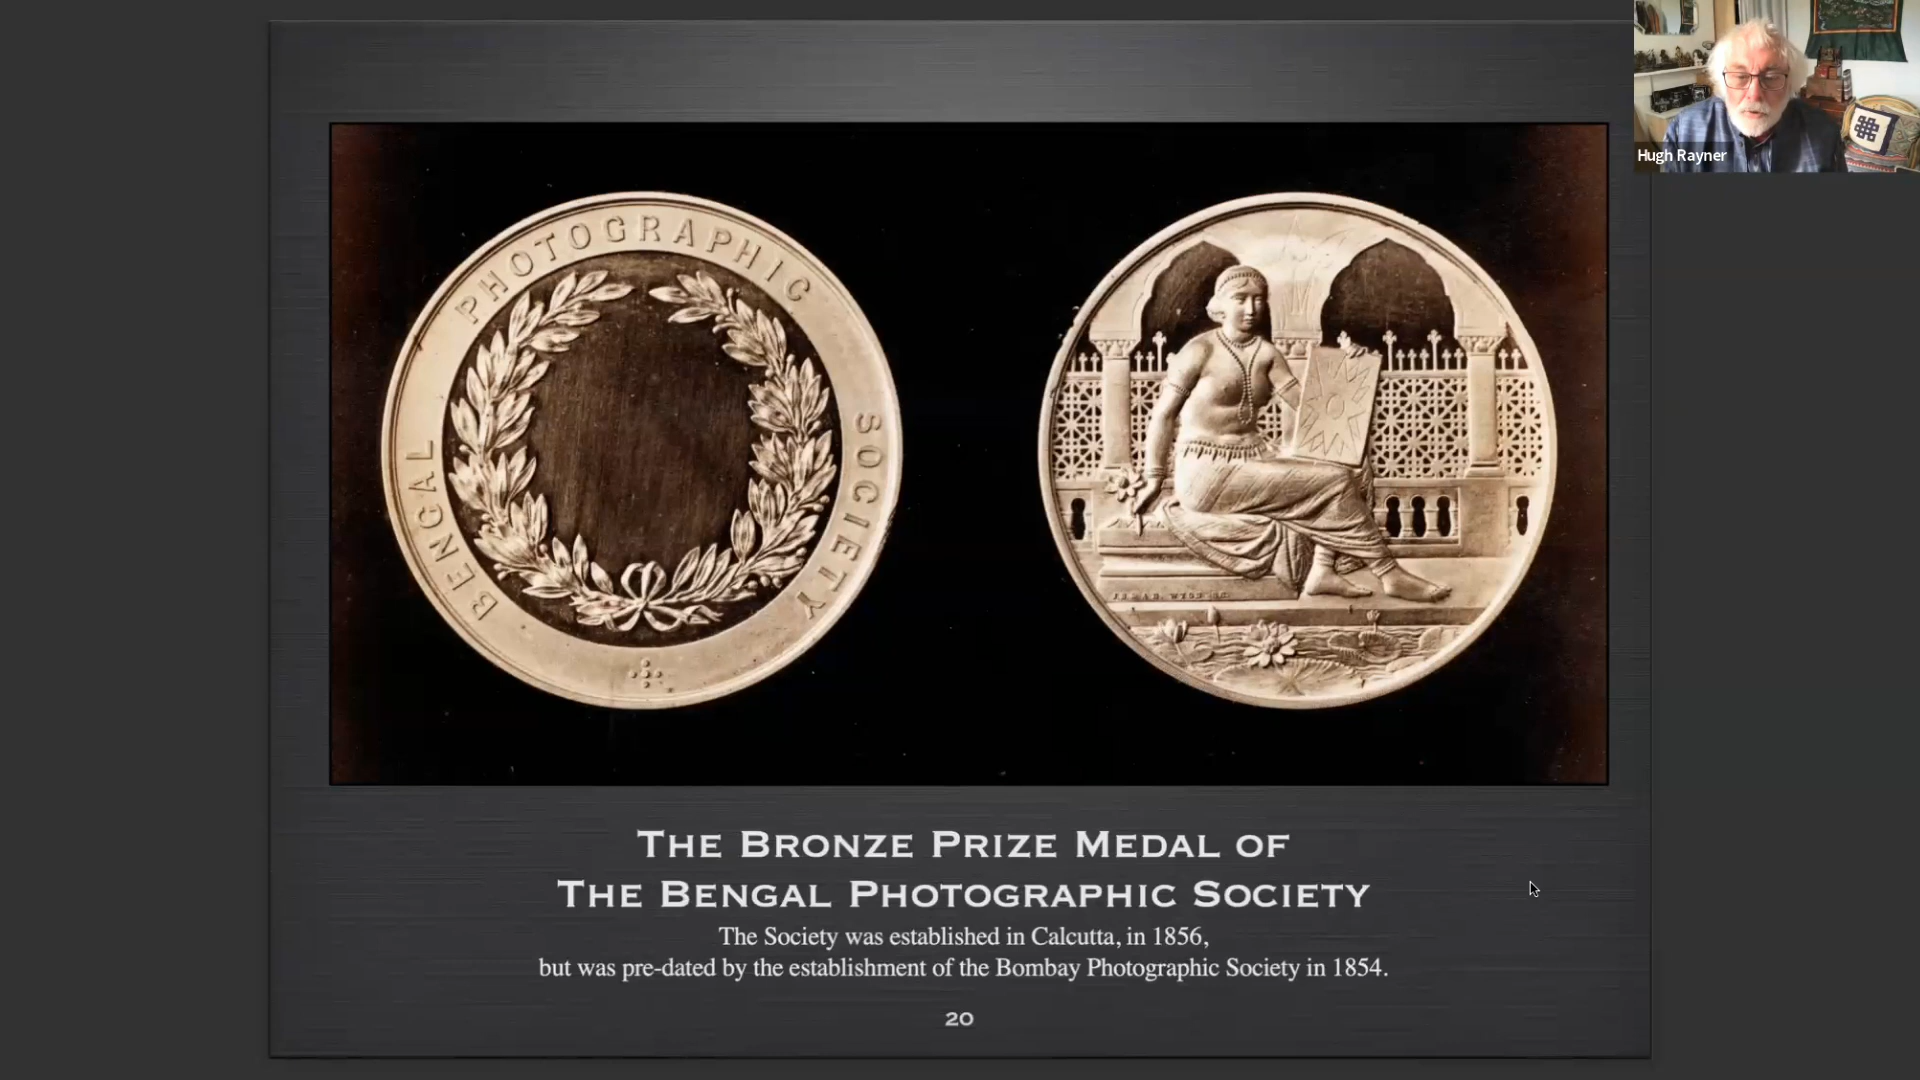 Hugh Rayner
BENGAL PHOTOGRAPHIC SOCIETY
The Bronze Prize Medal of
The Bengal Photographic Society
The Society was established in Calcutta, in 1856,
but was pre-dated by the establishment of the Bombay Photographic Society in 1854.
20